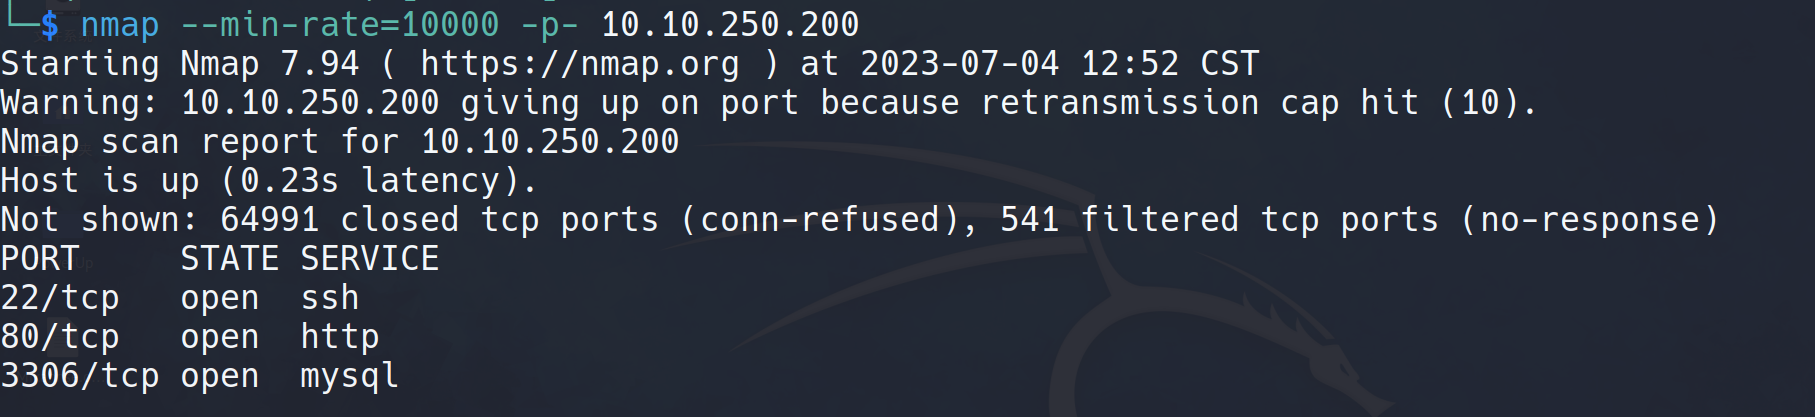 └─$ nmap --min-rate=10000 -p- 10.10.250.200
Starting Nmap 7.94 ( https://nmap.org ) at 2023-07-04 12:52 CST
Warning: 10.10.250.200 giving up on port because retransmission cap hit (10).
Nmap scan report for 10.10.250.200
Host is up (0.23s latency).
Not shown: 64991 closed tcp ports (conn-refused), 541 filtered tcp ports (no-response)
PORT     STATE SERVICE
22/tcp   open  ssh
80/tcp   open  http
3306/tcp open  mysql